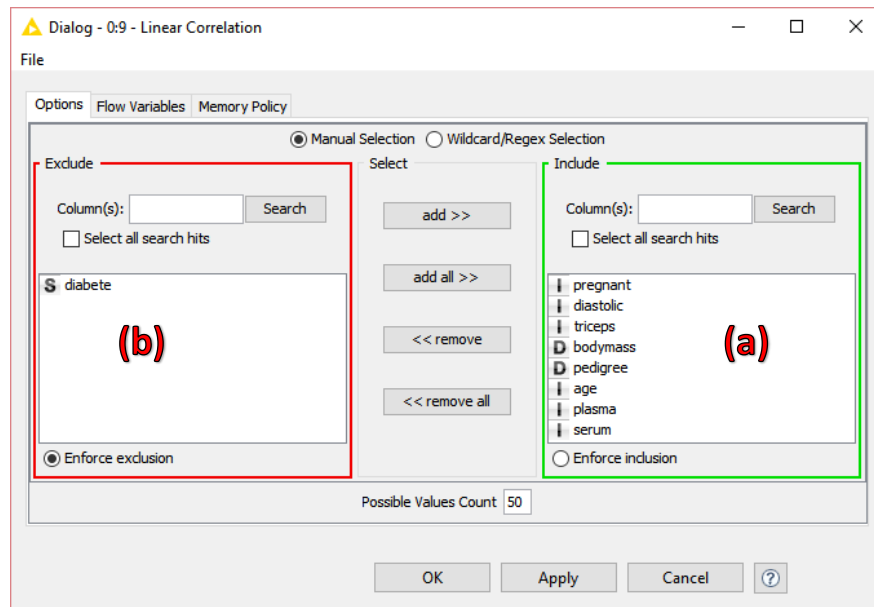 Dialog - 0:9 - Linear Correlation
File
Options Flow Variables Memory Policy
Manual Selection Wildcard/Regex Selection
Exclude Select Include
Column(s): Search add >> Column(s): Search
Select all search hits Select all search hits
S diabete add all >> I pregnant
I diastolic
I triceps
(b) << remove D bodymass (a)
D pedigree
I age
<< remove all I plasma
I serum
Enforce exclusion Enforce inclusion
Possible Values Count 50
OK Apply Cancel ?